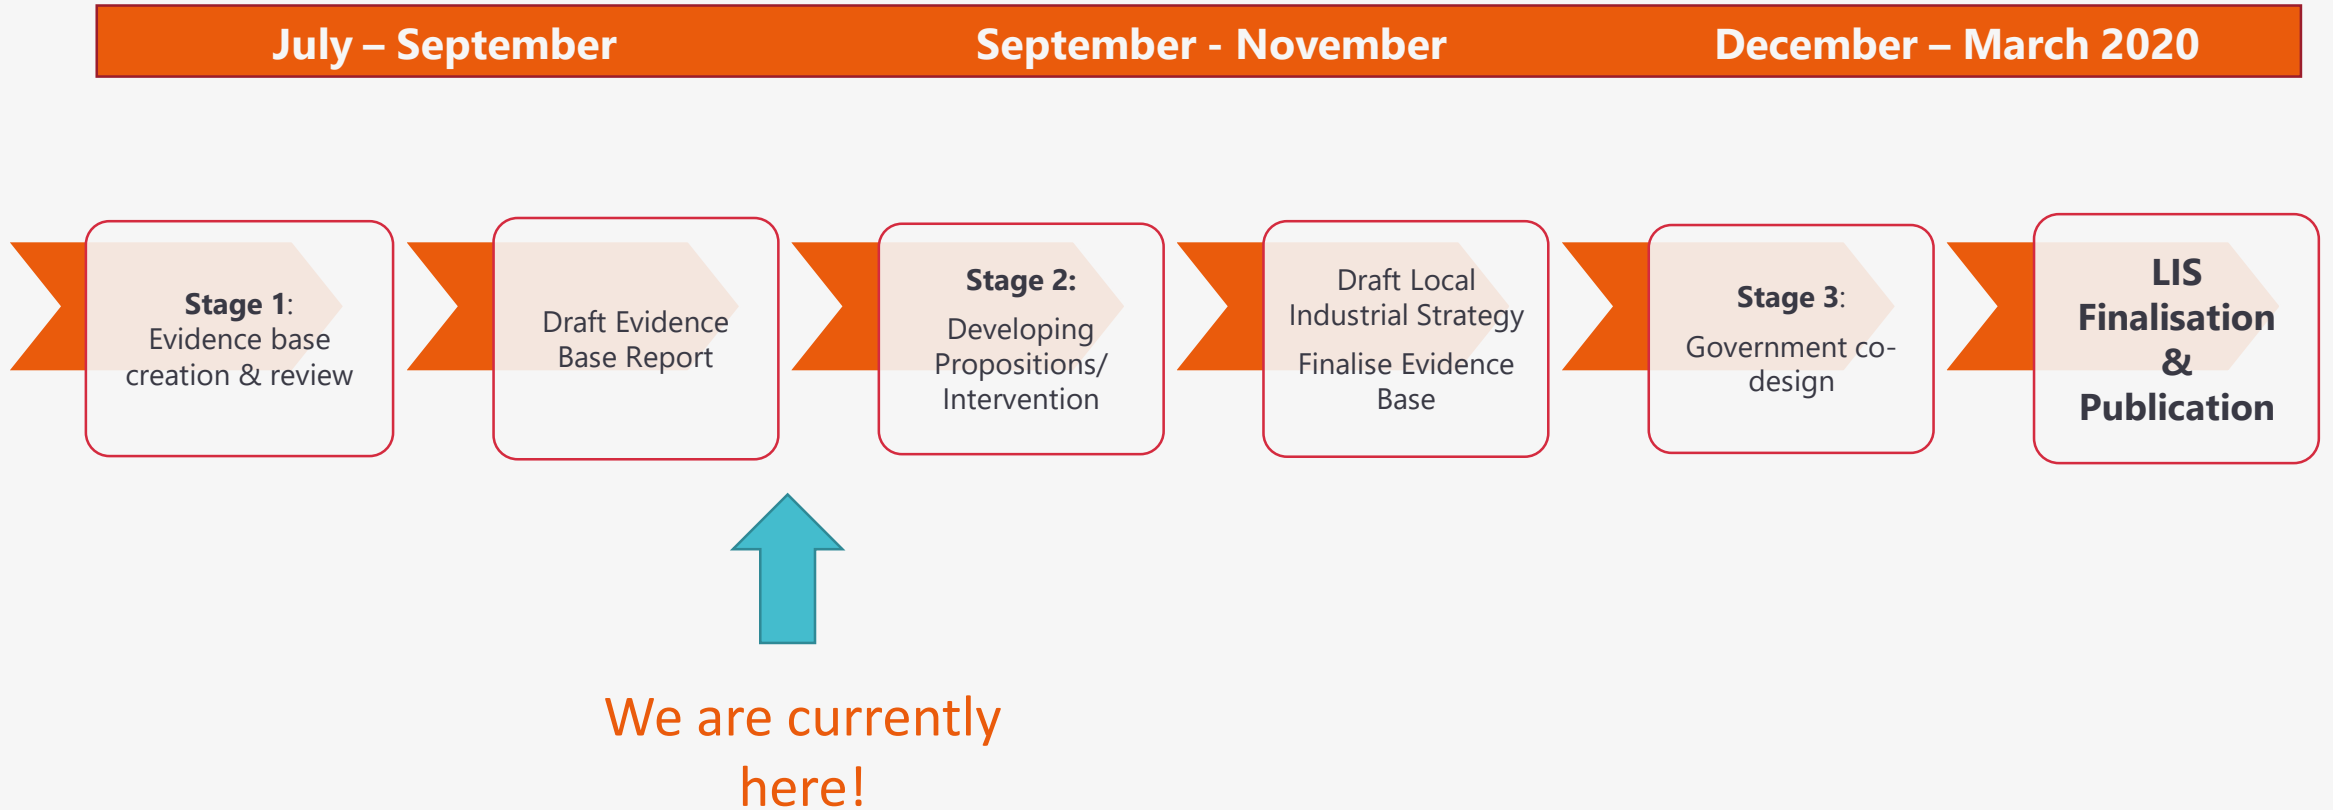 July – September
September - November
December – March 2020
Stage 1:
Evidence base
creation & review
Draft Evidence
Base Report
Stage 2:
Developing
Propositions/
Intervention
Draft Local
Industrial Strategy
Finalise Evidence
Base
Stage 3:
Government co-
design
LIS
Finalisation
&
Publication
We are currently
here!